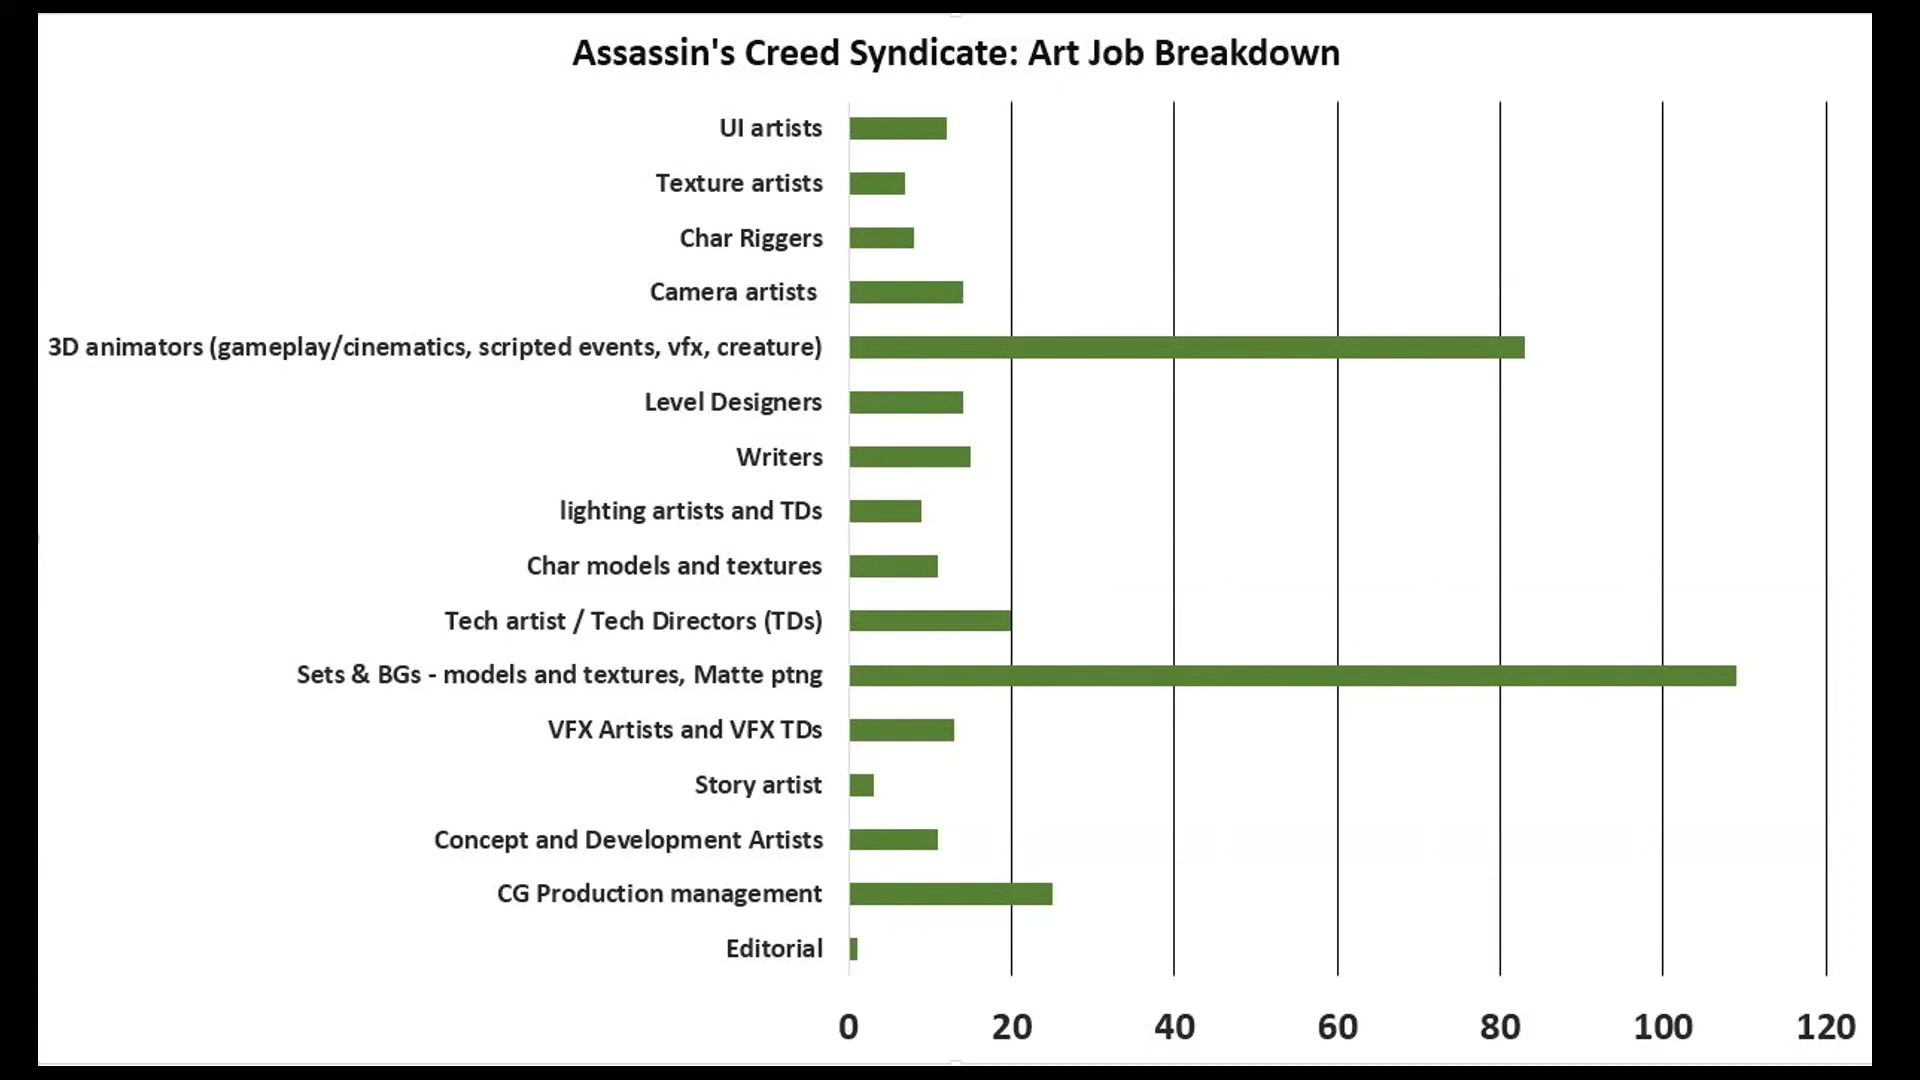 Assassin's Creed Syndicate: Art Job Breakdown
UI artists
Texture artists
Char Riggers
Camera artists
3D animators (gameplay/cinematics, scripted events, vfx, creature)
Level Designers
Writers
lighting artists and TDs
Char models and textures
Tech artist / Tech Directors (TDs)
Sets & BGs - models and textures, Matte ptng
VFX Artists and VFX TDs
Story artist
Concept and Development Artists
CG Production management
Editorial
0 20 40 60 80 100 120